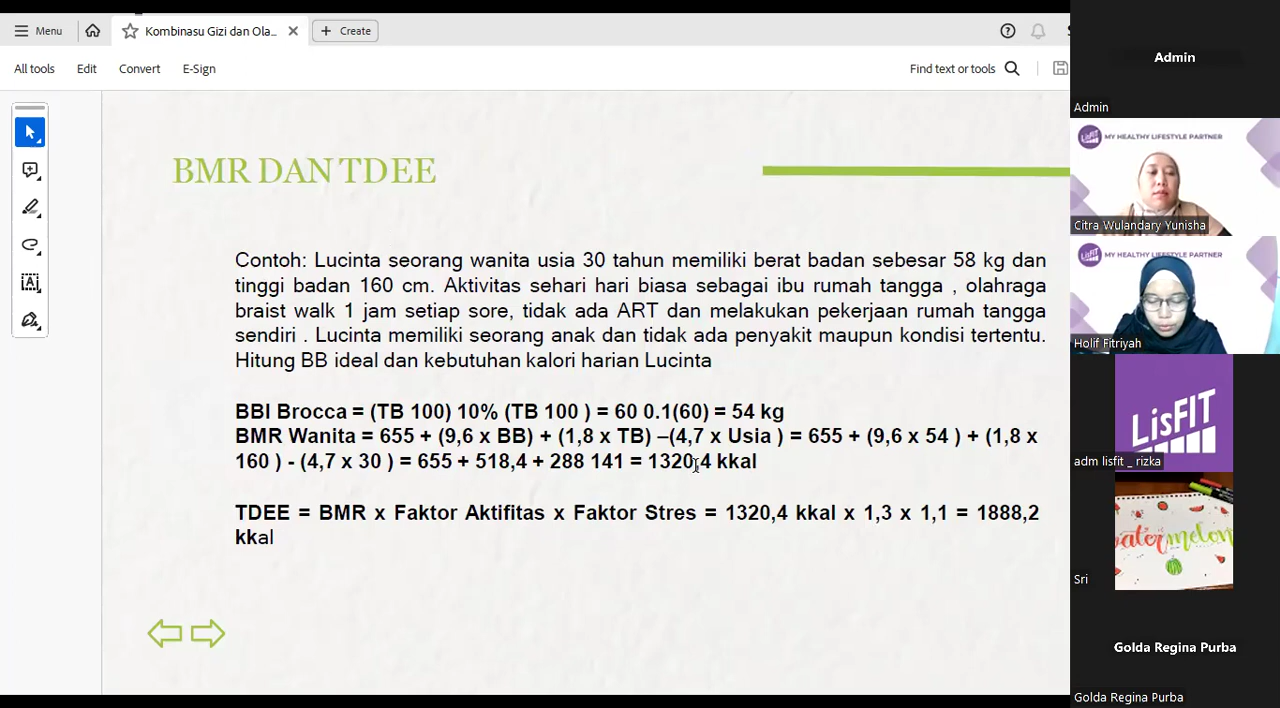 Menu
Kombinasu Gizi dan Ola...
Create
All tools
Edit
Convert
E-Sign
Find text or tools
BMR DAN TDEE
Contoh: Lucinta seorang wanita usia 30 tahun memiliki berat badan sebesar 58 kg dan
tinggi badan 160 cm. Aktivitas sehari hari biasa sebagai ibu rumah tangga , olahraga
braist walk 1 jam setiap sore, tidak ada ART dan melakukan pekerjaan rumah tangga
sendiri . Lucinta memiliki seorang anak dan tidak ada penyakit maupun kondisi tertentu.
Hitung BB ideal dan kebutuhan kalori harian Lucinta
BBI Brocca = (TB 100) 10% (TB 100 ) = 60 0.1(60) = 54 kg
BMR Wanita = 655 + (9,6 x BB) + (1,8 x TB) –(4,7 x Usia ) = 655 + (9,6 x 54 ) + (1,8 x
160 ) - (4,7 x 30 ) = 655 + 518,4 + 288 141 = 1320,4 kkal
TDEE = BMR x Faktor Aktifitas x Faktor Stres = 1320,4 kkal x 1,3 x 1,1 = 1888,2
kkal
Admin
Admin
LisFIT
MY HEALTHY LIFESTYLE PARTNER
Citra Wulandary Yunisha
LisFIT
MY HEALTHY LIFESTYLE PARTNER
Holif Fitriyah
LisFIT
adm lisfit _ rizka
watermelon
Sri
Golda Regina Purba
Golda Regina Purba